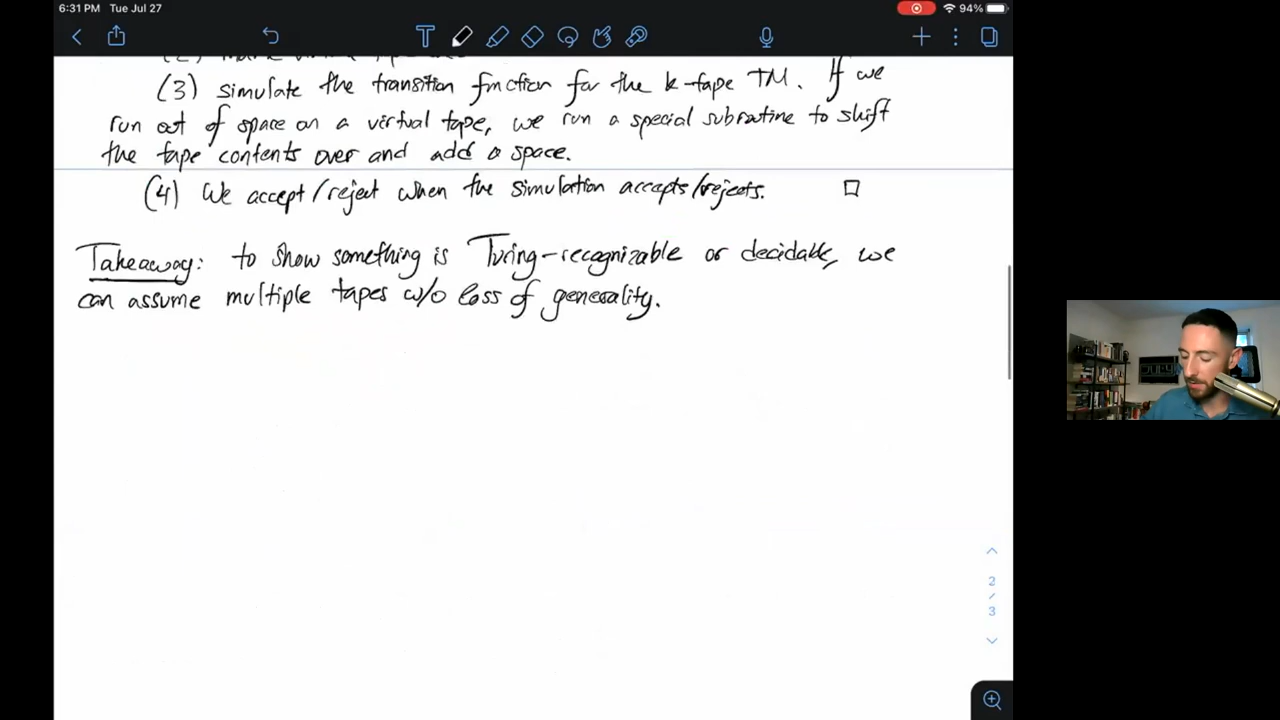 6:31 PM Tue Jul 27
94%
(3) simulate the transition function for the k-tape TM. If we
run out of space on a virtual tape, we run a special subroutine to shift
the tape contents over and add a space.
(4) We accept/reject when the simulation accepts/rejects. □
Takeaway: to show something is Turing-recognizable or decidable, we
can assume multiple tapes w/o loss of generality.
2
/
3